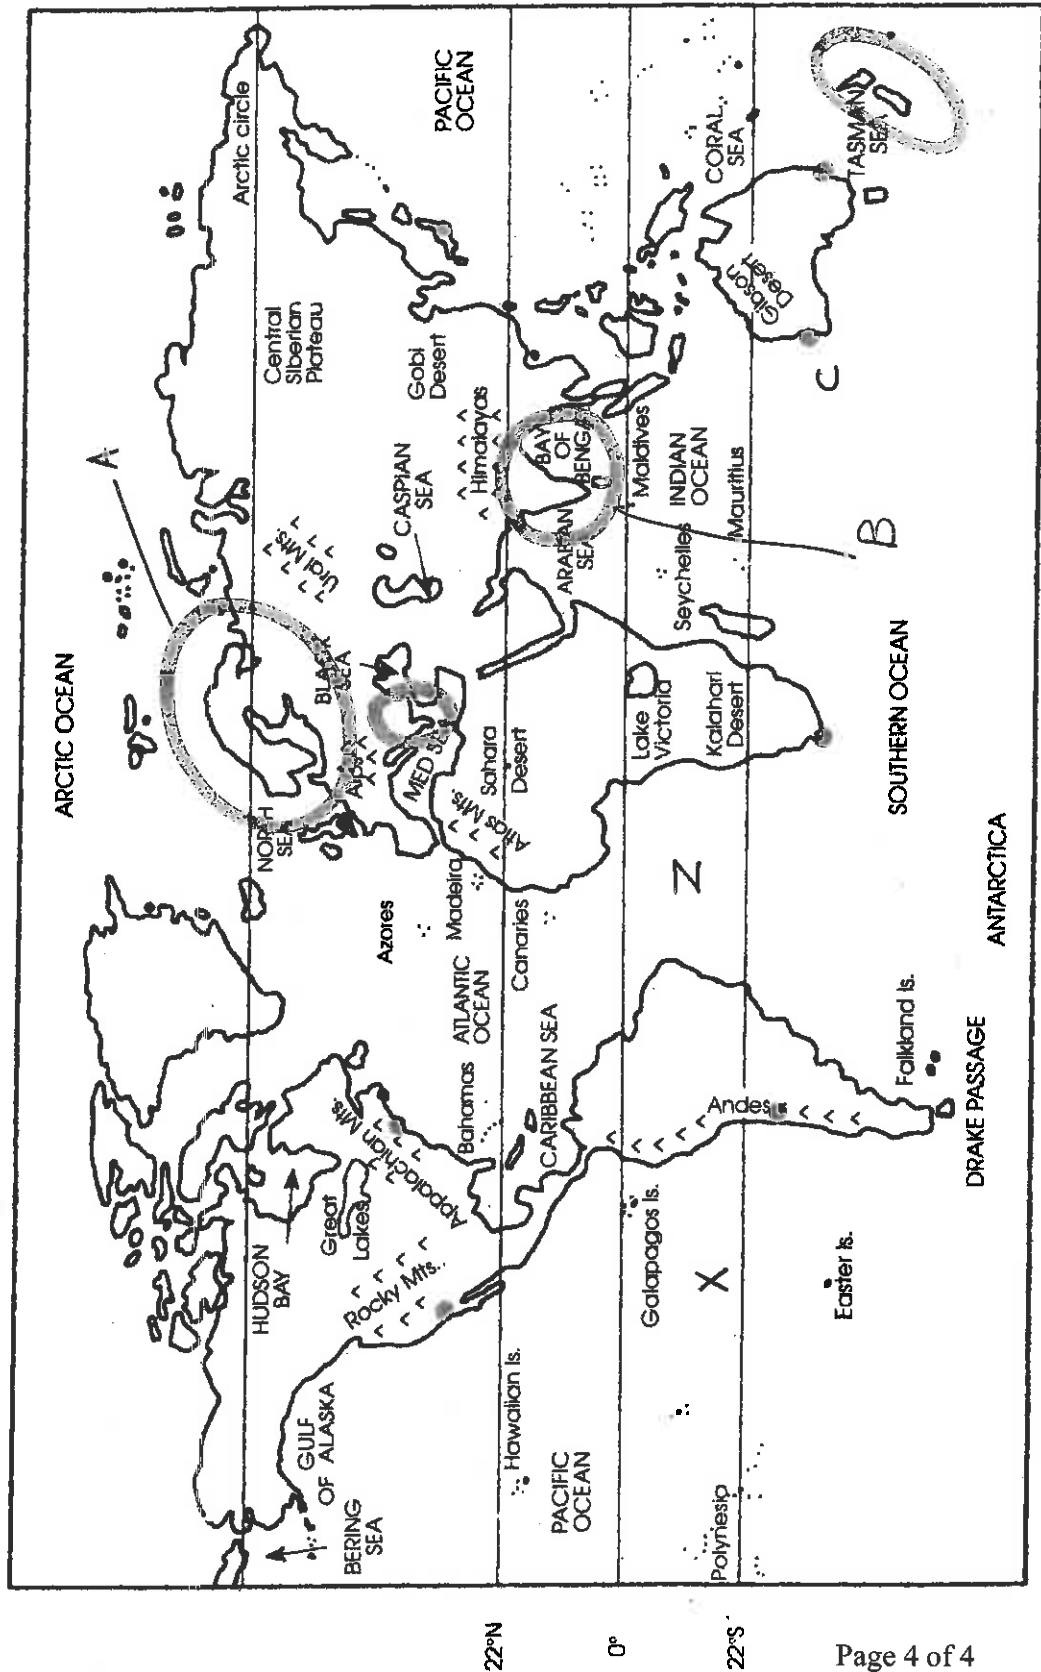 ARCTIC OCEAN
A
Arctic circle
HUDSON
BAY
NORTH
SEA
Ural Mts.
Central
Siberian
Plateau
BERING
SEA
GULF
OF ALASKA
Great
Lakes
Rocky Mts.
Appalachian Mts.
Azores
Alps
BLACK
SEA
MED SEA
CASPIAN
SEA
Gobi
Desert
PACIFIC
OCEAN
Bahamas
ATLANTIC
OCEAN
Madeira
Atlas Mts.
Sahara
Desert
Himalayas
22°N
Hawaiian Is.
Canaries
PACIFIC
OCEAN
CARIBBEAN SEA
ARABIAN
SEA
BAY
OF
BENGAL
0°
Galapagos Is.
Lake
Victoria
Maldives
Seychelles
INDIAN
OCEAN
X
Z
Andes
Kalahari
Desert
Mauritius
CORAL
SEA
22°S
Polynesia
Gibson
Desert
Easter Is.
B
C
TASMAN
SEA
Falkland Is.
SOUTHERN OCEAN
DRAKE PASSAGE
ANTARCTICA
Page 4 of 4